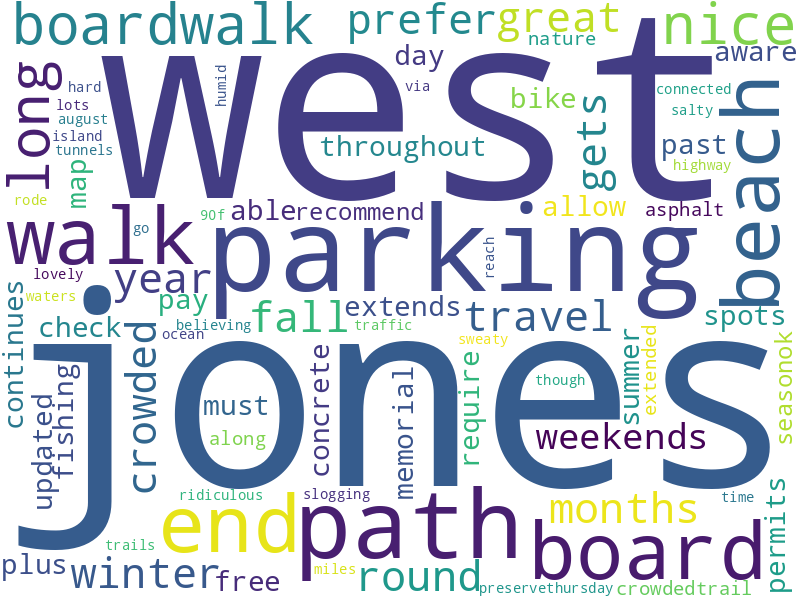 boardwalk
prefer
great
nice
nature
aware
day
west
long
hard
lots
august
island
tunnels
humid
via
bike
connected
salty
gets
beach
throughout
past
highway
map
rode
walk
go
90f
able
recommend
allow
asphalt
parking
reach
lovely
year
waters
pay
continues
check
believing
ocean
fall
extends
traffic
travel
spots
sweaty
jones
crowded
concrete
memorial
require
summer
extended
seasonok
though
must
along
weekends
updated
fishing
ridiculous
slogging
time
end
path
months
board
permits
trails
plus
winter
free
miles
round
preservethursday
crowdedtrail